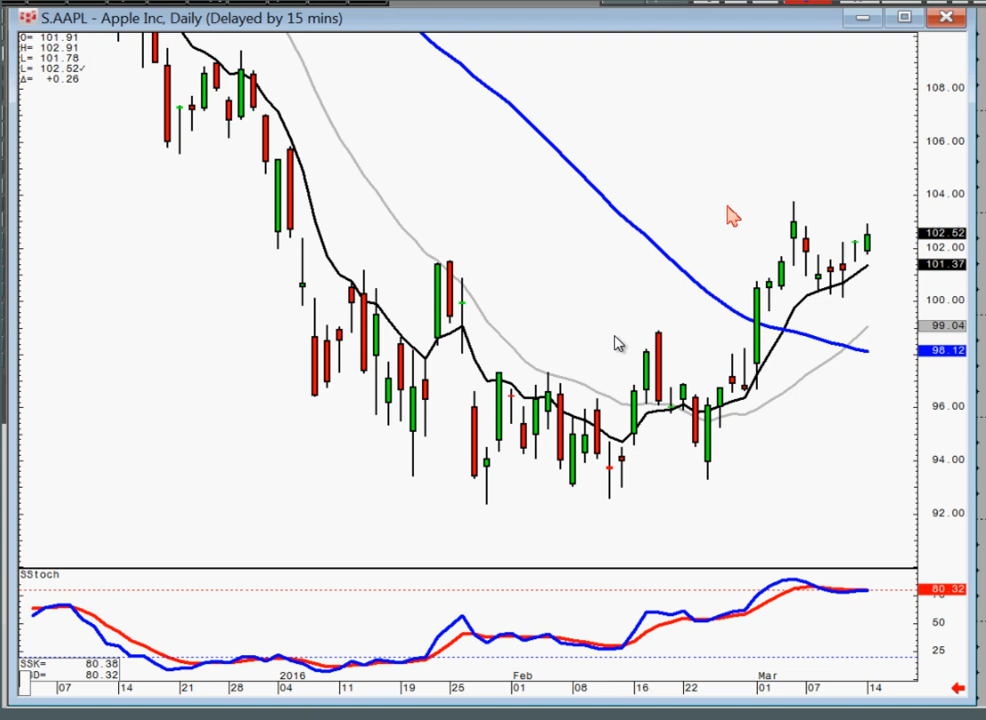 S.AAPL - Apple Inc, Daily (Delayed by 15 mins)
O= 101.91
H= 102.91
L= 101.78
L= 102.52✓
Δ= +0.26
108.00
106.00
104.00
102.52
102.00
101.37
100.00
99.04
98.12
96.00
94.00
92.00
SStoch
80.32
50
25
SSK= 80.38
80.32
2016 Feb Mar
07 14 21 28 04 11 19 25 01 08 16 22 01 07 14